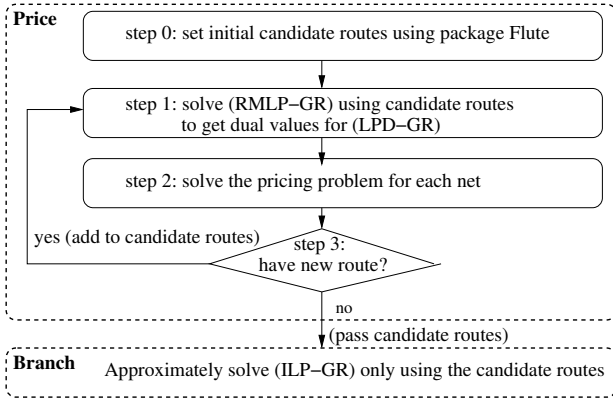 Price
step 0: set initial candidate routes using package Flute
step 1: solve (RMLP−GR) using candidate routes
to get dual values for (LPD−GR)
step 2: solve the pricing problem for each net
yes (add to candidate routes)
step 3:
have new route?
no
(pass candidate routes)
Branch
Approximately solve (ILP−GR) only using the candidate routes